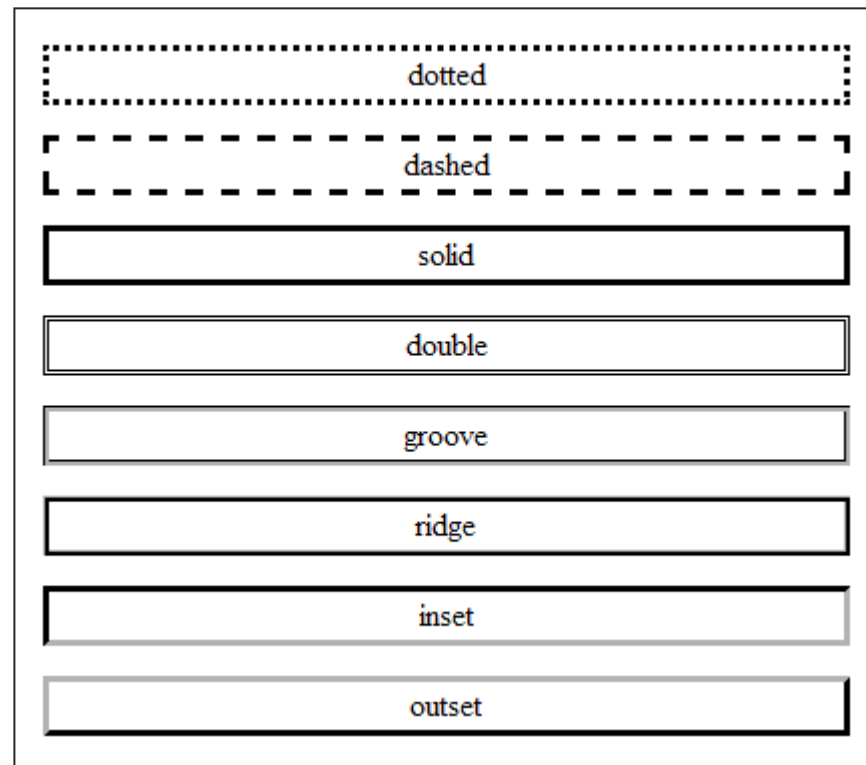 dotted
dashed
solid
double
groove
ridge
inset
outset